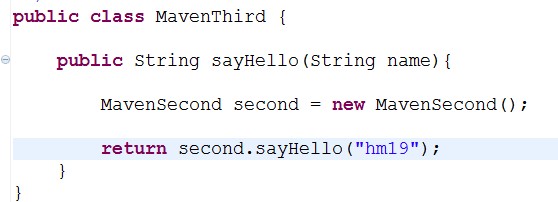 public class MavenThird {
public String sayHello(String name){
MavenSecond second = new MavenSecond();
return second.sayHello("hm19");
}
}